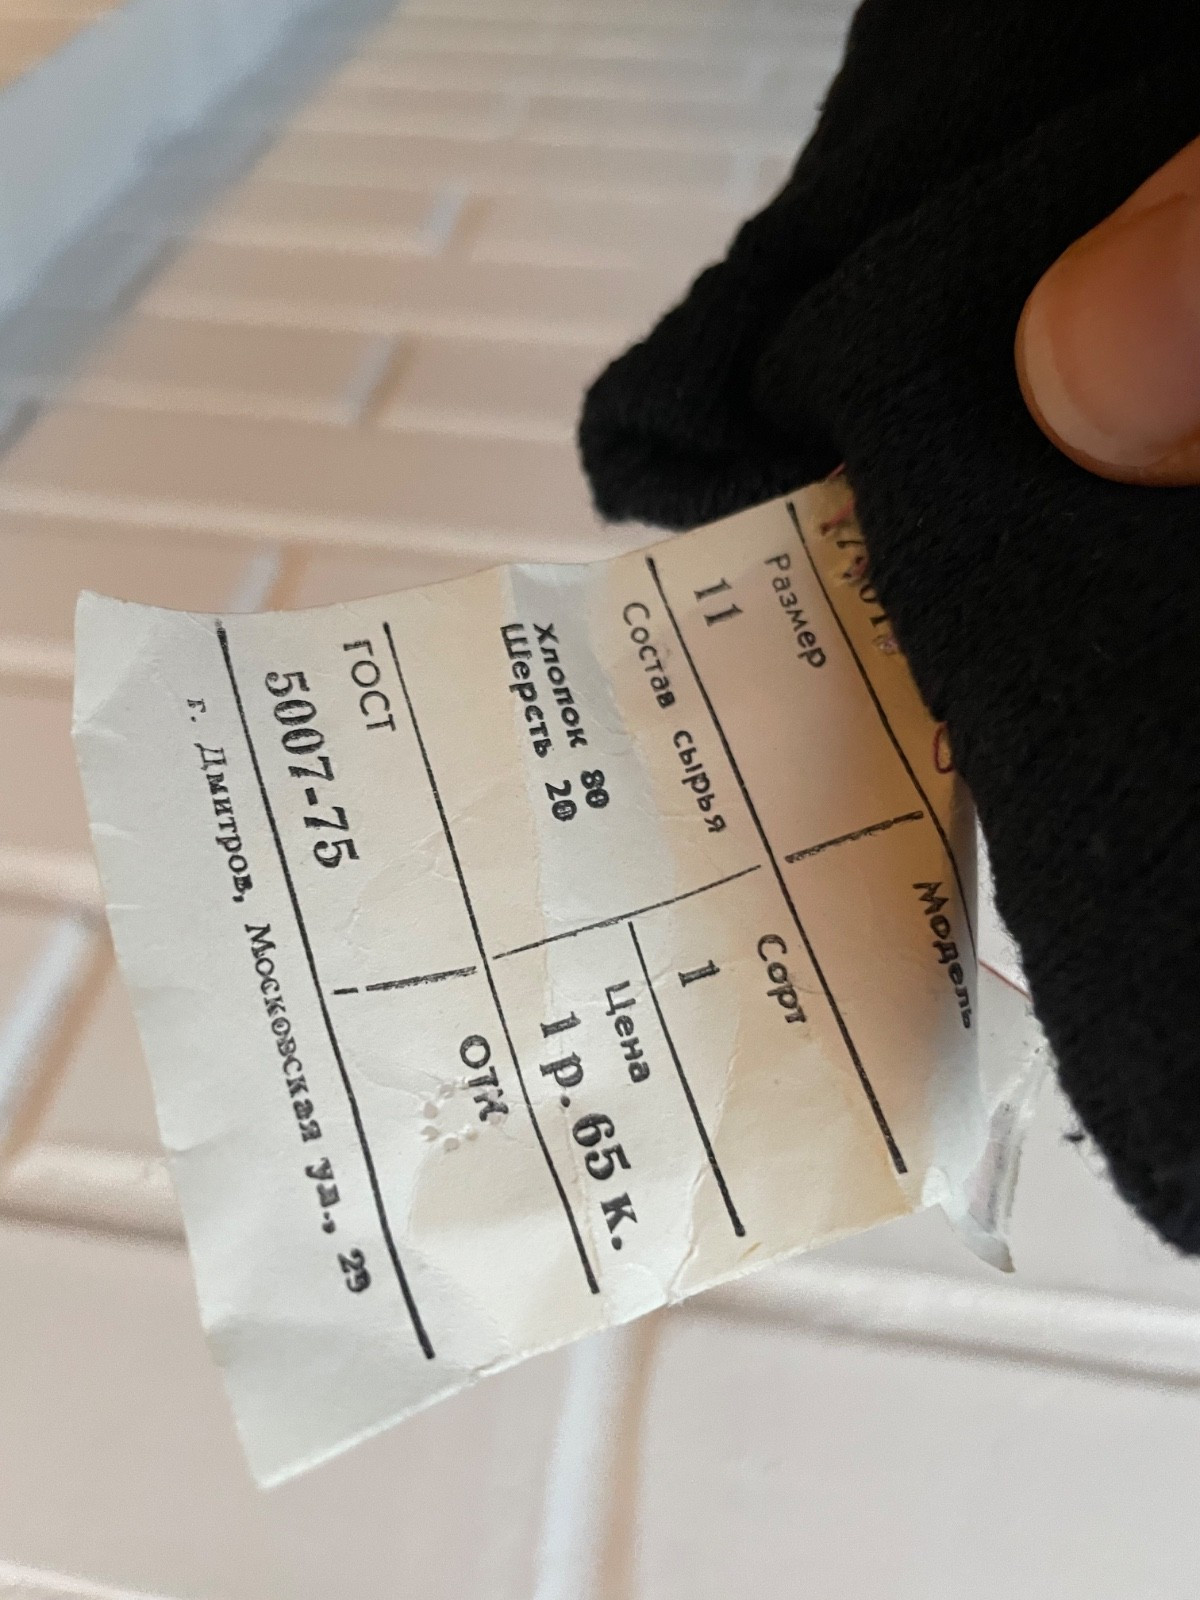 Модель
Размер
11
Сорт
1
Состав сырья
Хлопок 80
Шерсть 20
Цена
1 р. 65 к.
ГОСТ
5007-75
ОТК
г. Дмитров, Московская ул., 29